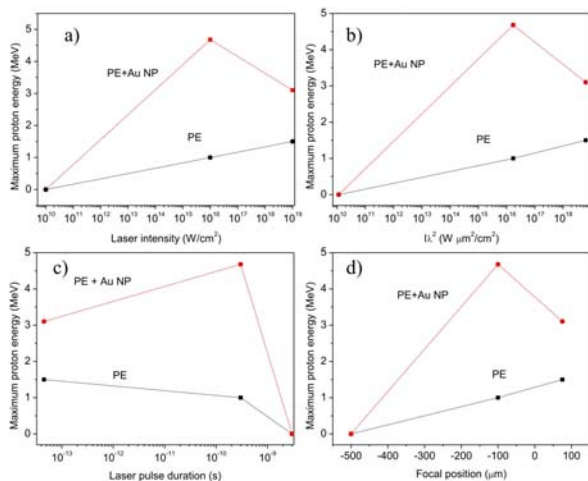 a)
PE+Au NP
PE
Maximum proton energy (MeV)
5
4
3
2
1
0
10^10 10^11 10^12 10^13 10^14 10^15 10^16 10^17 10^18 10^19
Laser intensity (W/cm²)
b)
PE+Au NP
PE
Maximum proton energy (MeV)
5
4
3
2
1
0
10^10 10^11 10^12 10^13 10^14 10^15 10^16 10^17 10^18
Iλ² (W μm²/cm²)
c)
PE + Au NP
PE
Maximum proton energy (MeV)
5
4
3
2
1
0
10^-13 10^-12 10^-11 10^-10 10^-9
Laser pulse duration (s)
d)
PE+Au NP
PE
Maximum proton energy (MeV)
5
4
3
2
1
0
-500 -400 -300 -200 -100 0 100
Focal position (μm)